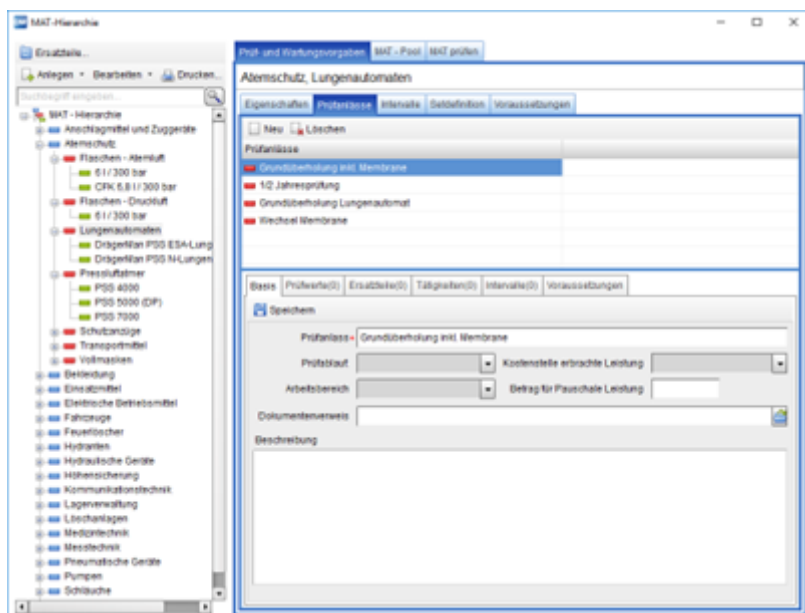 MAT-Hierarchie
Ersatzteile...
Anlegen Bearbeiten Drucken...
Suchbegriff eingeben...
MAT - Hierarchie
Anschlagmittel und Zuggeräte
Atemschutz
Flaschen - Atemluft
6 l / 300 bar
CFK 6,8 l / 300 bar
Flaschen - Druckluft
6 l / 300 bar
Lungenautomaten
DrägerMan PSS ESA-Lung
DrägerMan PSS N-Lungen
Pressluftatmer
PSS 4000
PSS 5000 (DP)
PSS 7000
Schutzanzüge
Transportmittel
Vollmasken
Bekleidung
Einsatzmittel
Elektrische Betriebsmittel
Fahrzeuge
Feuerlöscher
Hydranten
Hydraulische Geräte
Höhensicherung
Kommunikationstechnik
Lagerverwaltung
Löschanlagen
Medizintechnik
Messtechnik
Pneumatische Geräte
Pumpen
Schläuche
Prüf- und Wartungsvorgaben MAT - Pool MAT prüfen
Atemschutz, Lungenautomaten
Eigenschaften Prüfanlässe Intervalle Setdefinition Voraussetzungen
Neu Löschen
Prüfanlässe
Grundüberholung inkl. Membrane
1/2 Jahresprüfung
Grundüberholung Lungenautomat
Wechsel Membrane
Basis Prüfwerte(0) Ersatzteile(0) Tätigkeiten(0) Intervalle(0) Voraussetzungen
Speichern
Prüfanlass* Grundüberholung inkl. Membrane
Prüfablauf Kostenstelle erbrachte Leistung
Arbeitsbereich Betrag für Pauschale Leistung
Dokumentenverweis
Beschreibung